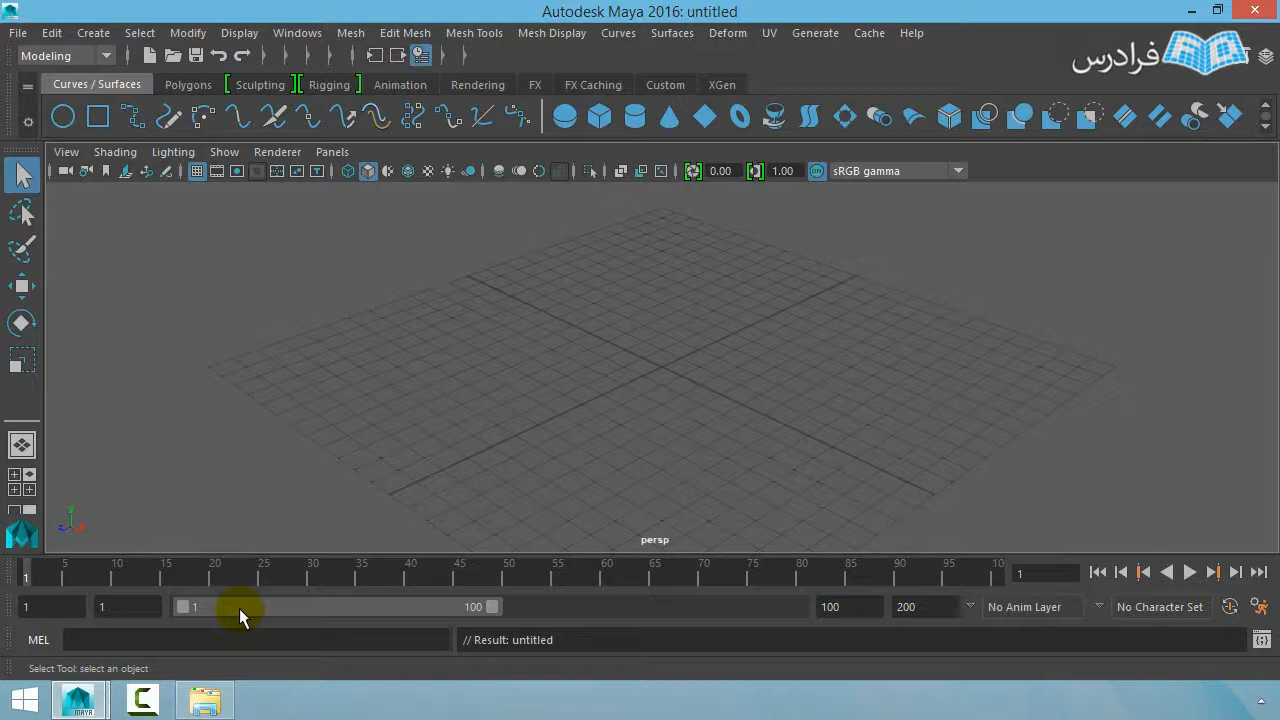 Autodesk Maya 2016: untitled
File Edit Create Select Modify Display Windows Mesh Edit Mesh Mesh Tools Mesh Display Curves Surfaces Deform UV Generate Cache Help
Modeling
فرادرس
Curves / Surfaces Polygons Sculpting Rigging Animation Rendering FX FX Caching Custom XGen
View Shading Lighting Show Renderer Panels
0.00 1.00 ON sRGB gamma
y
z x
persp
1 5 10 15 20 25 30 35 40 45 50 55 60 65 70 75 80 85 90 95 10 1
1 1 1 100 100 200 No Anim Layer No Character Set
MEL // Result: untitled
Select Tool: select an object
MAYA